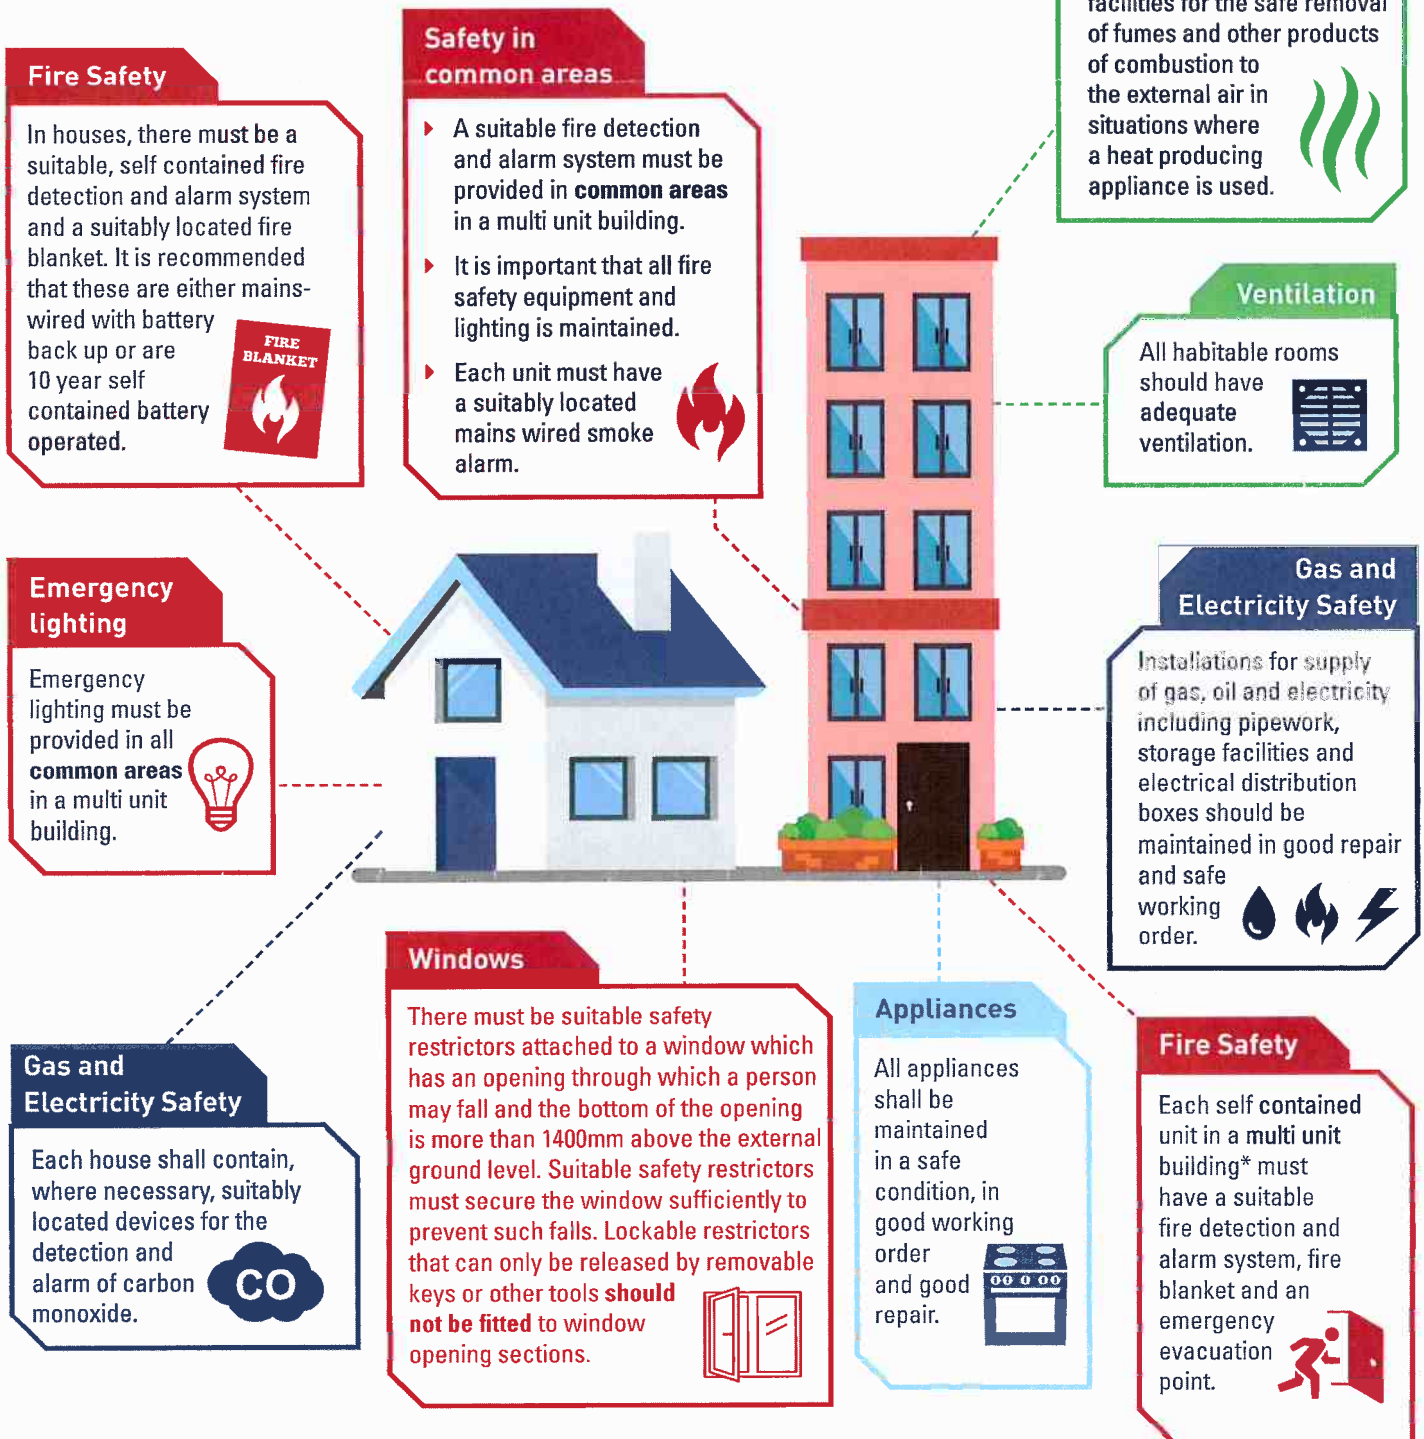 Fire Safety
In houses, there must be a
suitable, self contained fire
detection and alarm system
and a suitably located fire
blanket. It is recommended
that these are either mains-
wired with battery
back up or are
10 year self
contained battery
operated.
FIRE
BLANKET
Safety in
common areas
A suitable fire detection
and alarm system must be
provided in common areas
in a multi unit building.
It is important that all fire
safety equipment and
lighting is maintained.
Each unit must have
a suitably located
mains wired smoke
alarm.
facilities for the safe removal
of fumes and other products
of combustion to
the external air in
situations where
a heat producing
appliance is used.
Ventilation
All habitable rooms
should have
adequate
ventilation.
Emergency
lighting
Emergency
lighting must be
provided in all
common areas
in a multi unit
building.
Gas and
Electricity Safety
Installations for supply
of gas, oil and electricity
including pipework,
storage facilities and
electrical distribution
boxes should be
maintained in good repair
and safe
working
order.
Gas and
Electricity Safety
Each house shall contain,
where necessary, suitably
located devices for the
detection and
alarm of carbon
monoxide.
CO
Windows
There must be suitable safety
restrictors attached to a window which
has an opening through which a person
may fall and the bottom of the opening
is more than 1400mm above the external
ground level. Suitable safety restrictors
must secure the window sufficiently to
prevent such falls. Lockable restrictors
that can only be released by removable
keys or other tools should
not be fitted to window
opening sections.
Appliances
All appliances
shall be
maintained
in a safe
condition, in
good working
order
and good
repair.
Fire Safety
Each self contained
unit in a multi unit
building* must
have a suitable
fire detection and
alarm system, fire
blanket and an
emergency
evacuation
point.